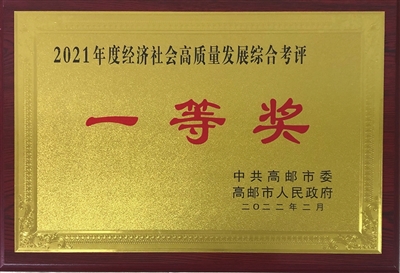 2021年度经济社会高质量发展综合考评
一等奖
中共高邮市委
高邮市人民政府
二〇二二年二月